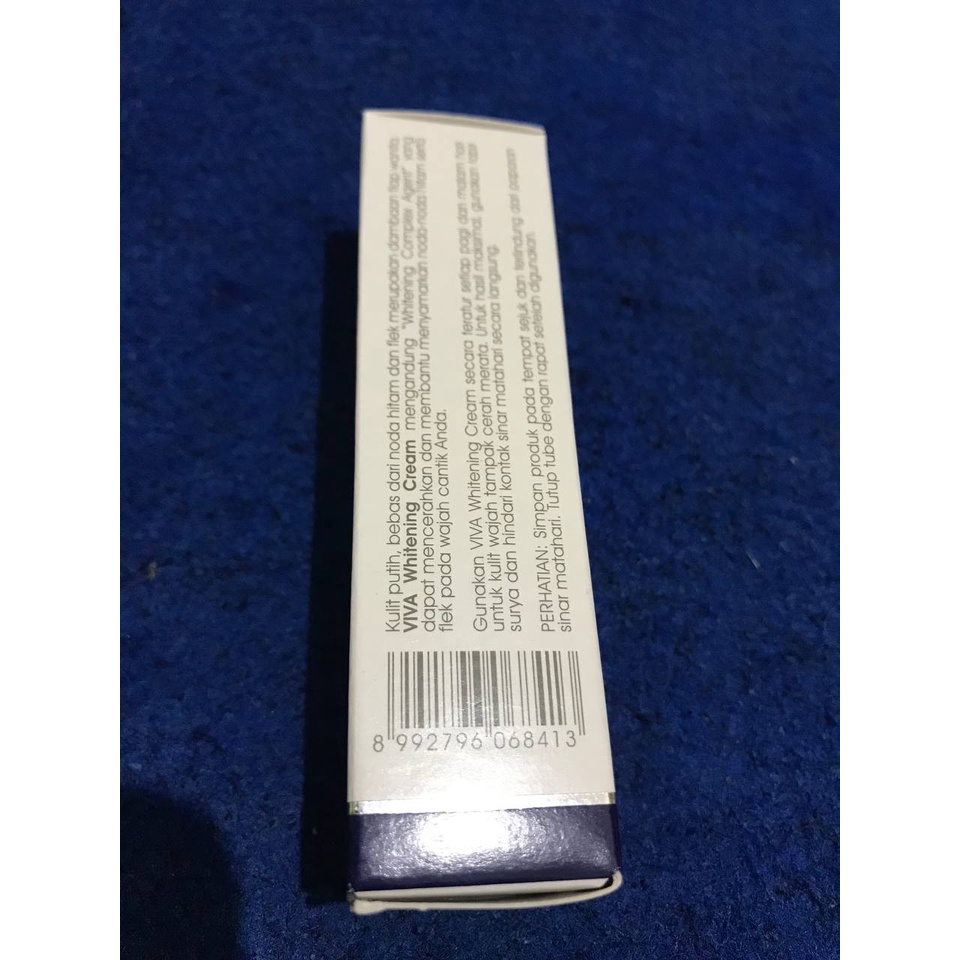 Kulit putih, bebas dari noda hitam dan flek merupakan dambaan tiap wanita.
VIVA Whitening Cream mengandung "Whitening Complex Agent" yang
dapat mencerahkan dan membantu menyamarkan noda-noda hitam serta
flek pada wajah cantik Anda.
Gunakan VIVA Whitening Cream secara teratur setiap pagi dan malam hari
untuk kulit wajah tampak cerah merata. Untuk hasil maksimal, gunakan tabir
surya dan hindari kontak sinar matahari secara langsung.
PERHATIAN: Simpan produk pada tempat sejuk dan terlindung dari paparan
sinar matahari. Tutup tube dengan rapat setelah digunakan.
8 992796 068413